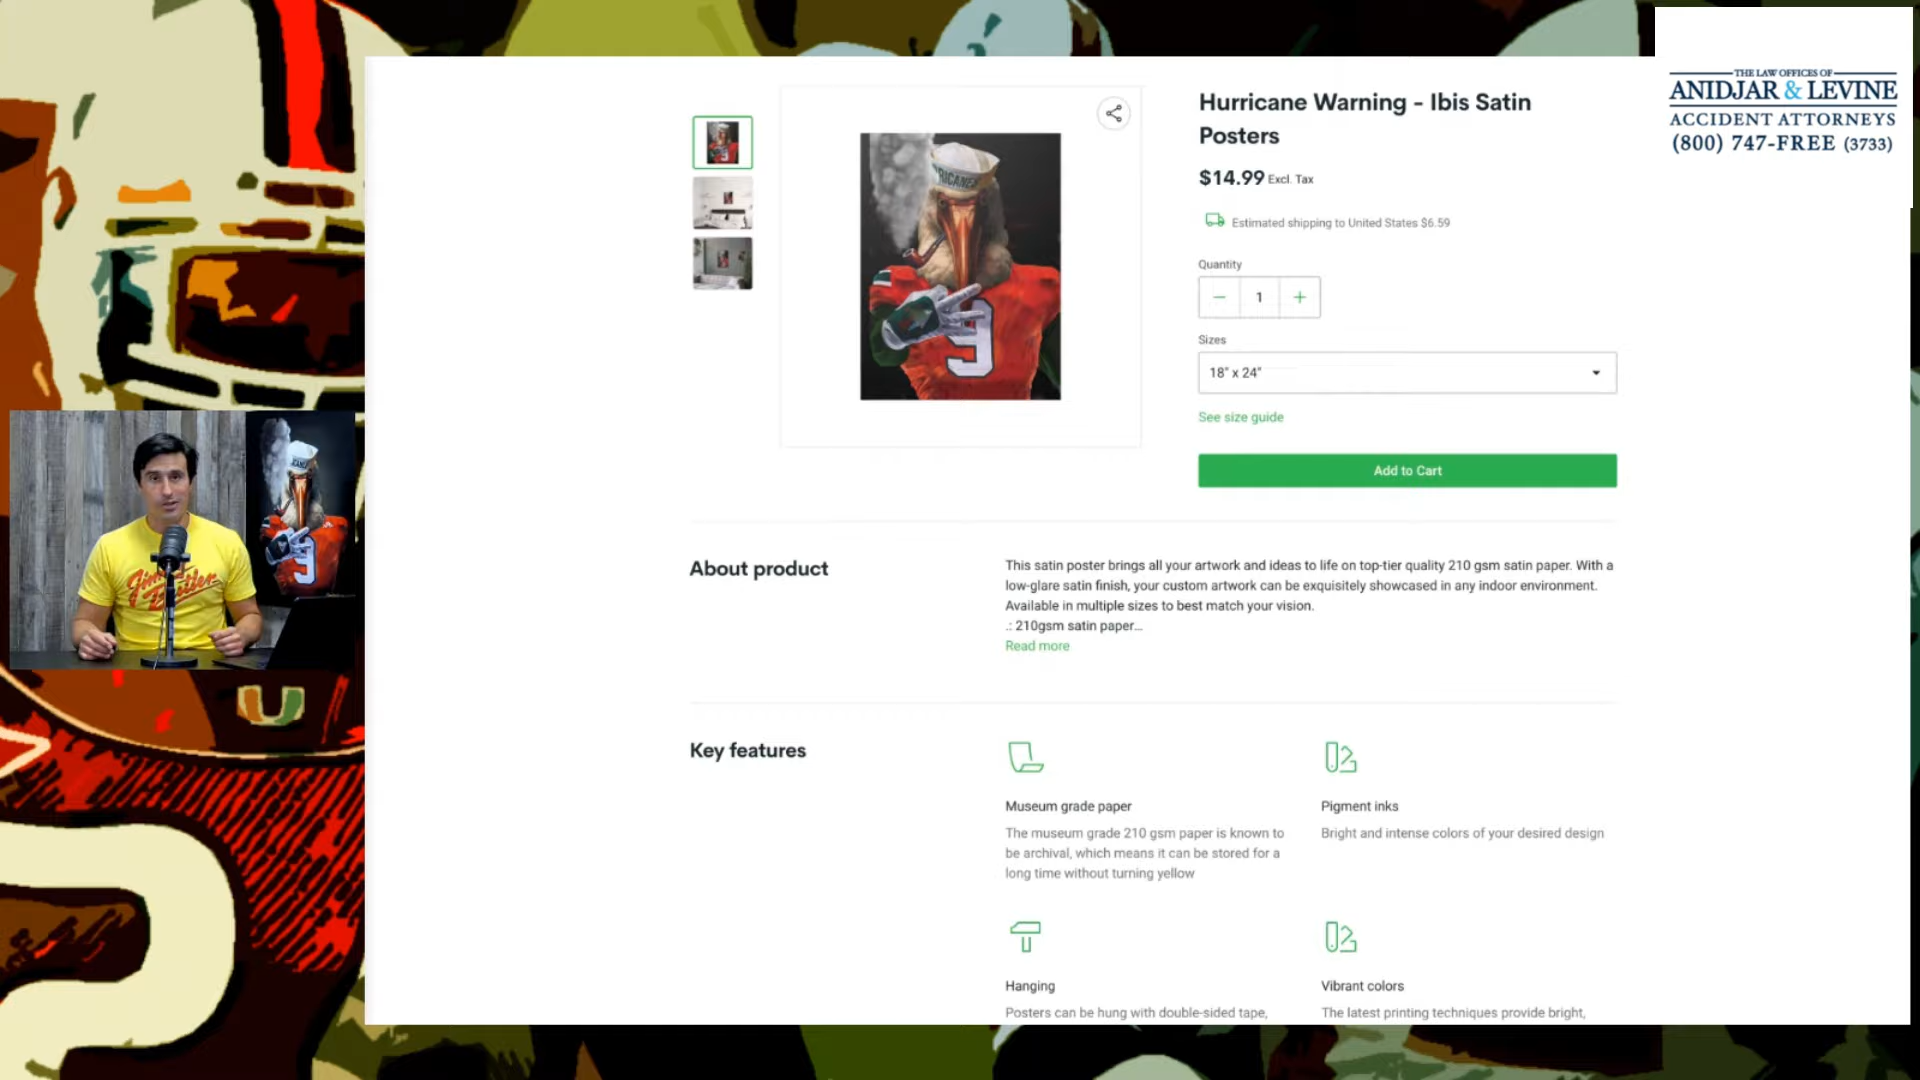 THE LAW OFFICES OF
ANIDJAR & LEVINE
ACCIDENT ATTORNEYS
(800) 747-FREE (3733)
Hurricane Warning - Ibis Satin
Posters
$14.99 Excl. Tax
Estimated shipping to United States $6.59
Quantity
1
Sizes
18" x 24"
See size guide
Add to Cart
9
9
U
About product
This satin poster brings all your artwork and ideas to life on top-tier quality 210 gsm satin paper. With a
low-glare satin finish, your custom artwork can be exquisitely showcased in any indoor environment.
Available in multiple sizes to best match your vision.
.: 210gsm satin paper...
Read more
Key features
Museum grade paper
The museum grade 210 gsm paper is known to
be archival, which means it can be stored for a
long time without turning yellow
Pigment inks
Bright and intense colors of your desired design
Hanging
Posters can be hung with double-sided tape,
Vibrant colors
The latest printing techniques provide bright,